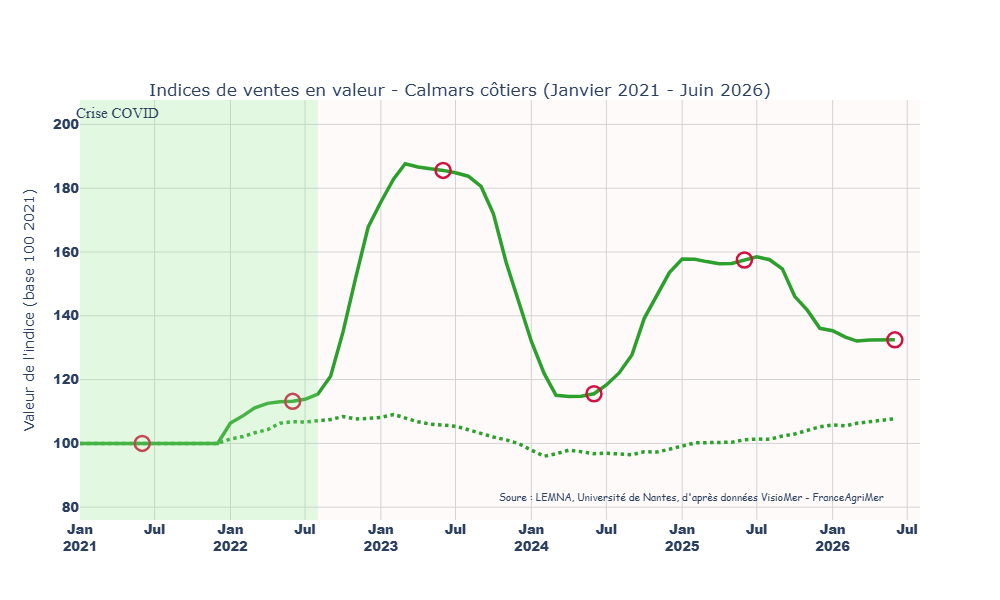 Indices de ventes en valeur - Calmars côtiers (Janvier 2021 - Juin 2026)
Crise COVID
Valeur de l'indice (base 100 2021)
200
180
160
140
120
100
80
Soure : LEMNA, Université de Nantes, d'après données VisioMer - FranceAgriMer
Jan Jul Jan Jul Jan Jul Jan Jul Jan Jul Jan Jul
2021 2022 2023 2024 2025 2026